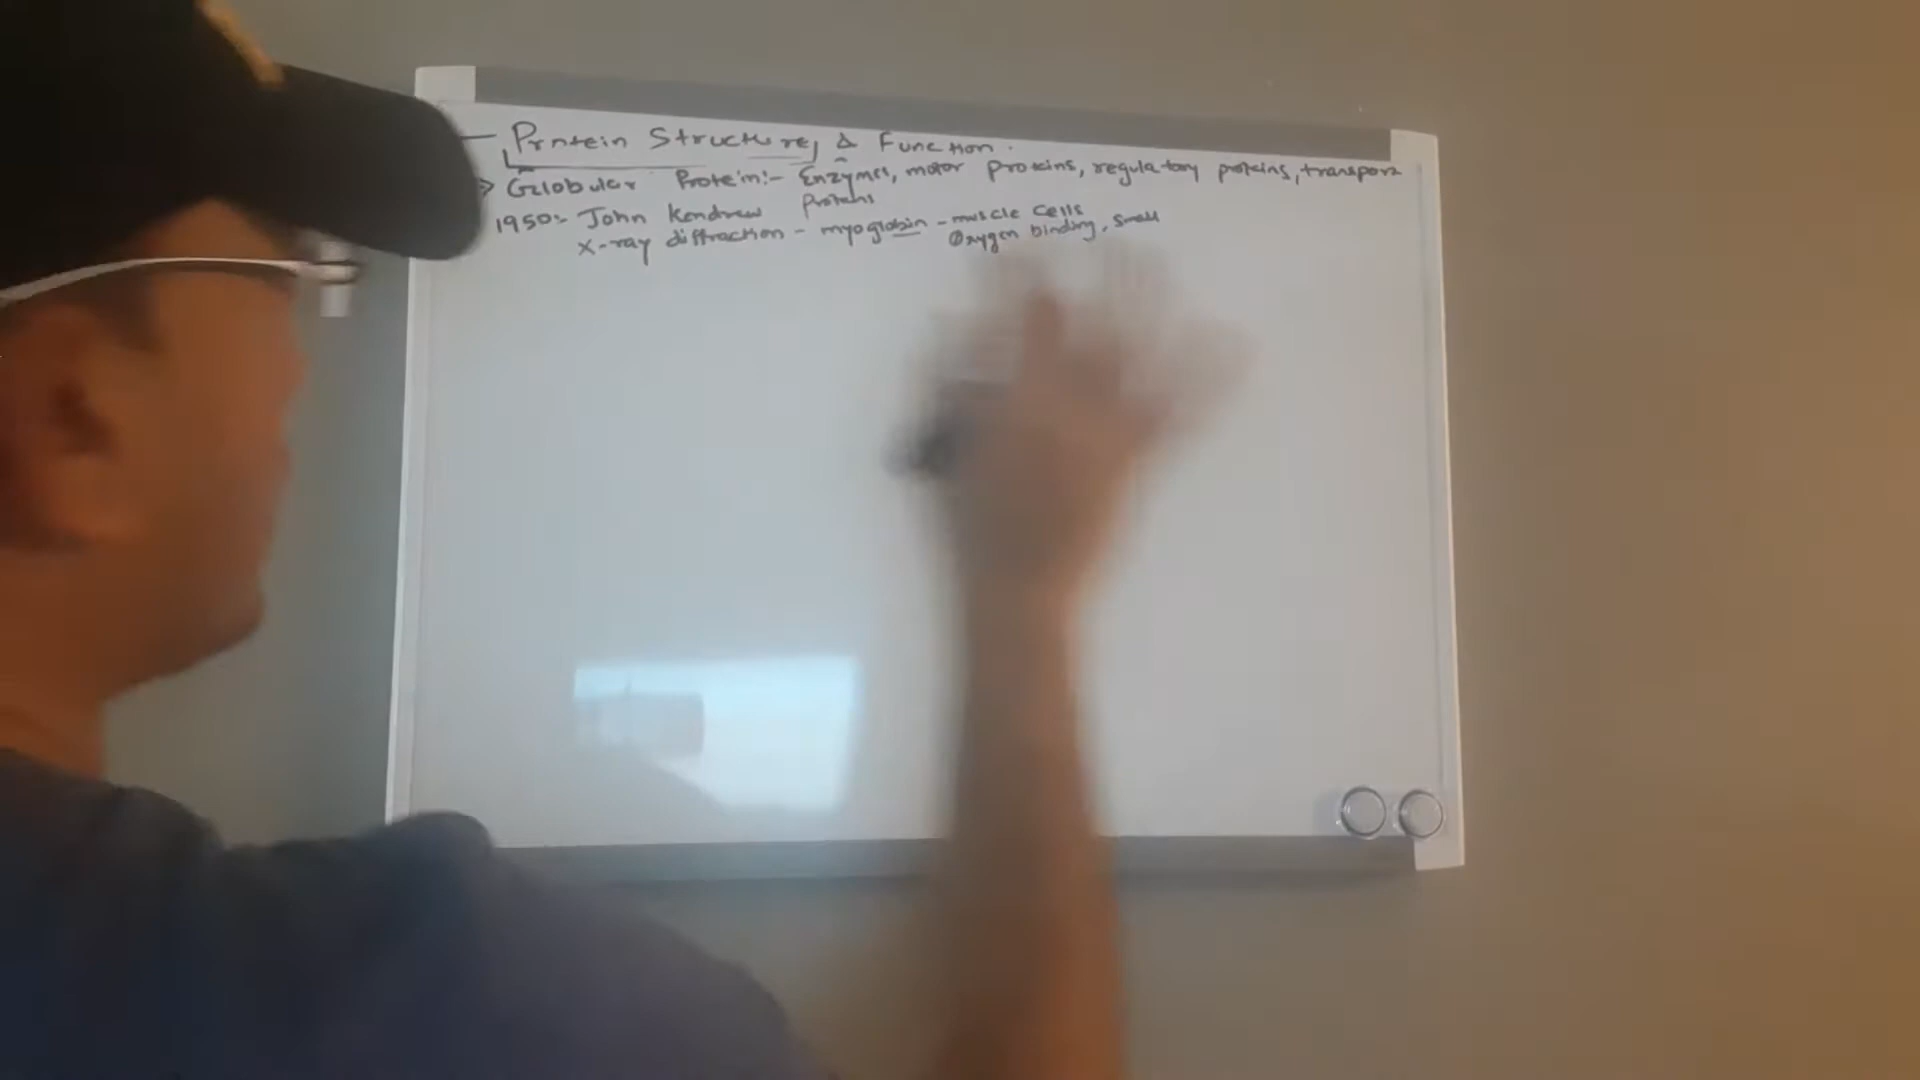 Protein Structure, & Function.
Globular Protein:- Enzymes, motor proteins, regulatory proteins, transport
Proteins
1950:- John Kendrew
X-ray diffraction - myoglobin - muscle cells
Oxygen binding, small